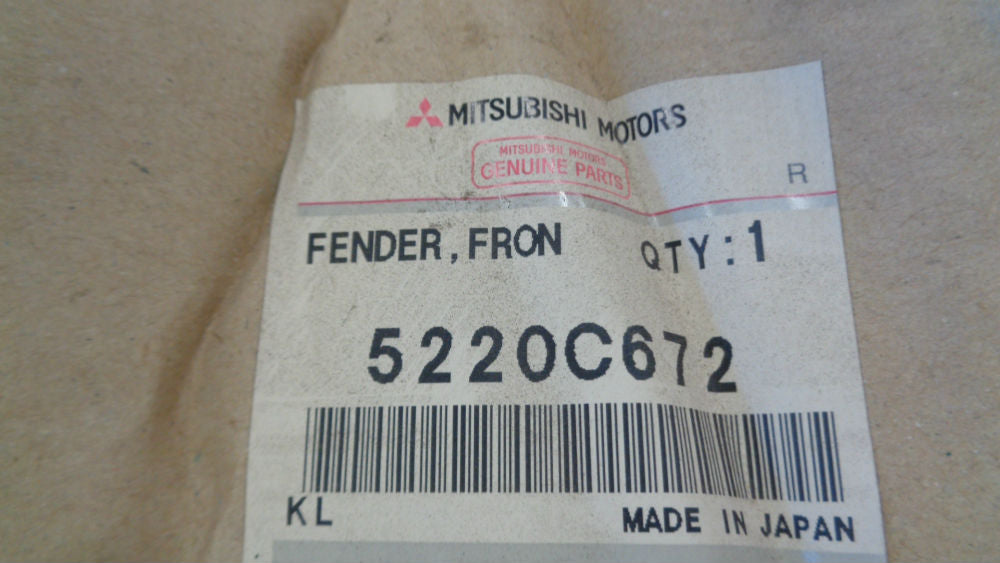 MITSUBISHI MOTORS
MITSUBISHI MOTORS
GENUINE PARTS
R
FENDER,FRON QTY:1
5220C672
KL MADE IN JAPAN